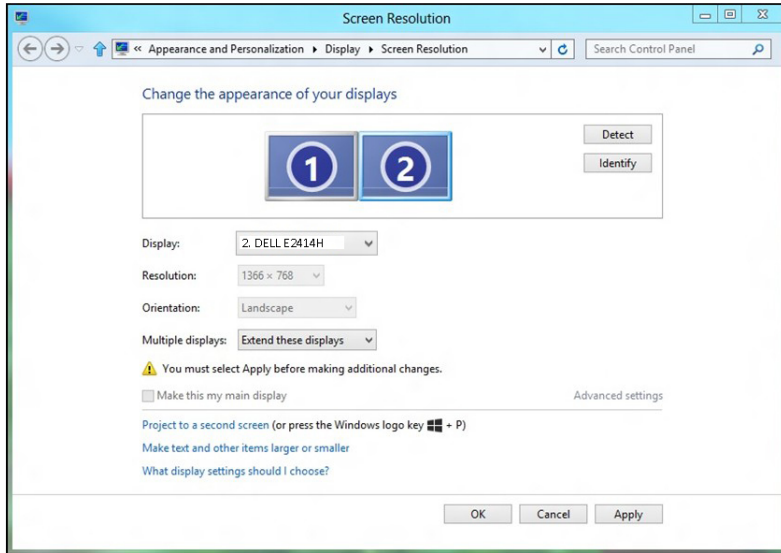 Screen Resolution
« Appearance and Personalization ▸ Display ▸ Screen Resolution Search Control Panel
Change the appearance of your displays
Detect
1 2
Identify
Display: 2. DELL E2414H
Resolution: 1366 × 768
Orientation: Landscape
Multiple displays: Extend these displays
You must select Apply before making additional changes.
Make this my main display Advanced settings
Project to a second screen (or press the Windows logo key + P)
Make text and other items larger or smaller
What display settings should I choose?
OK Cancel Apply